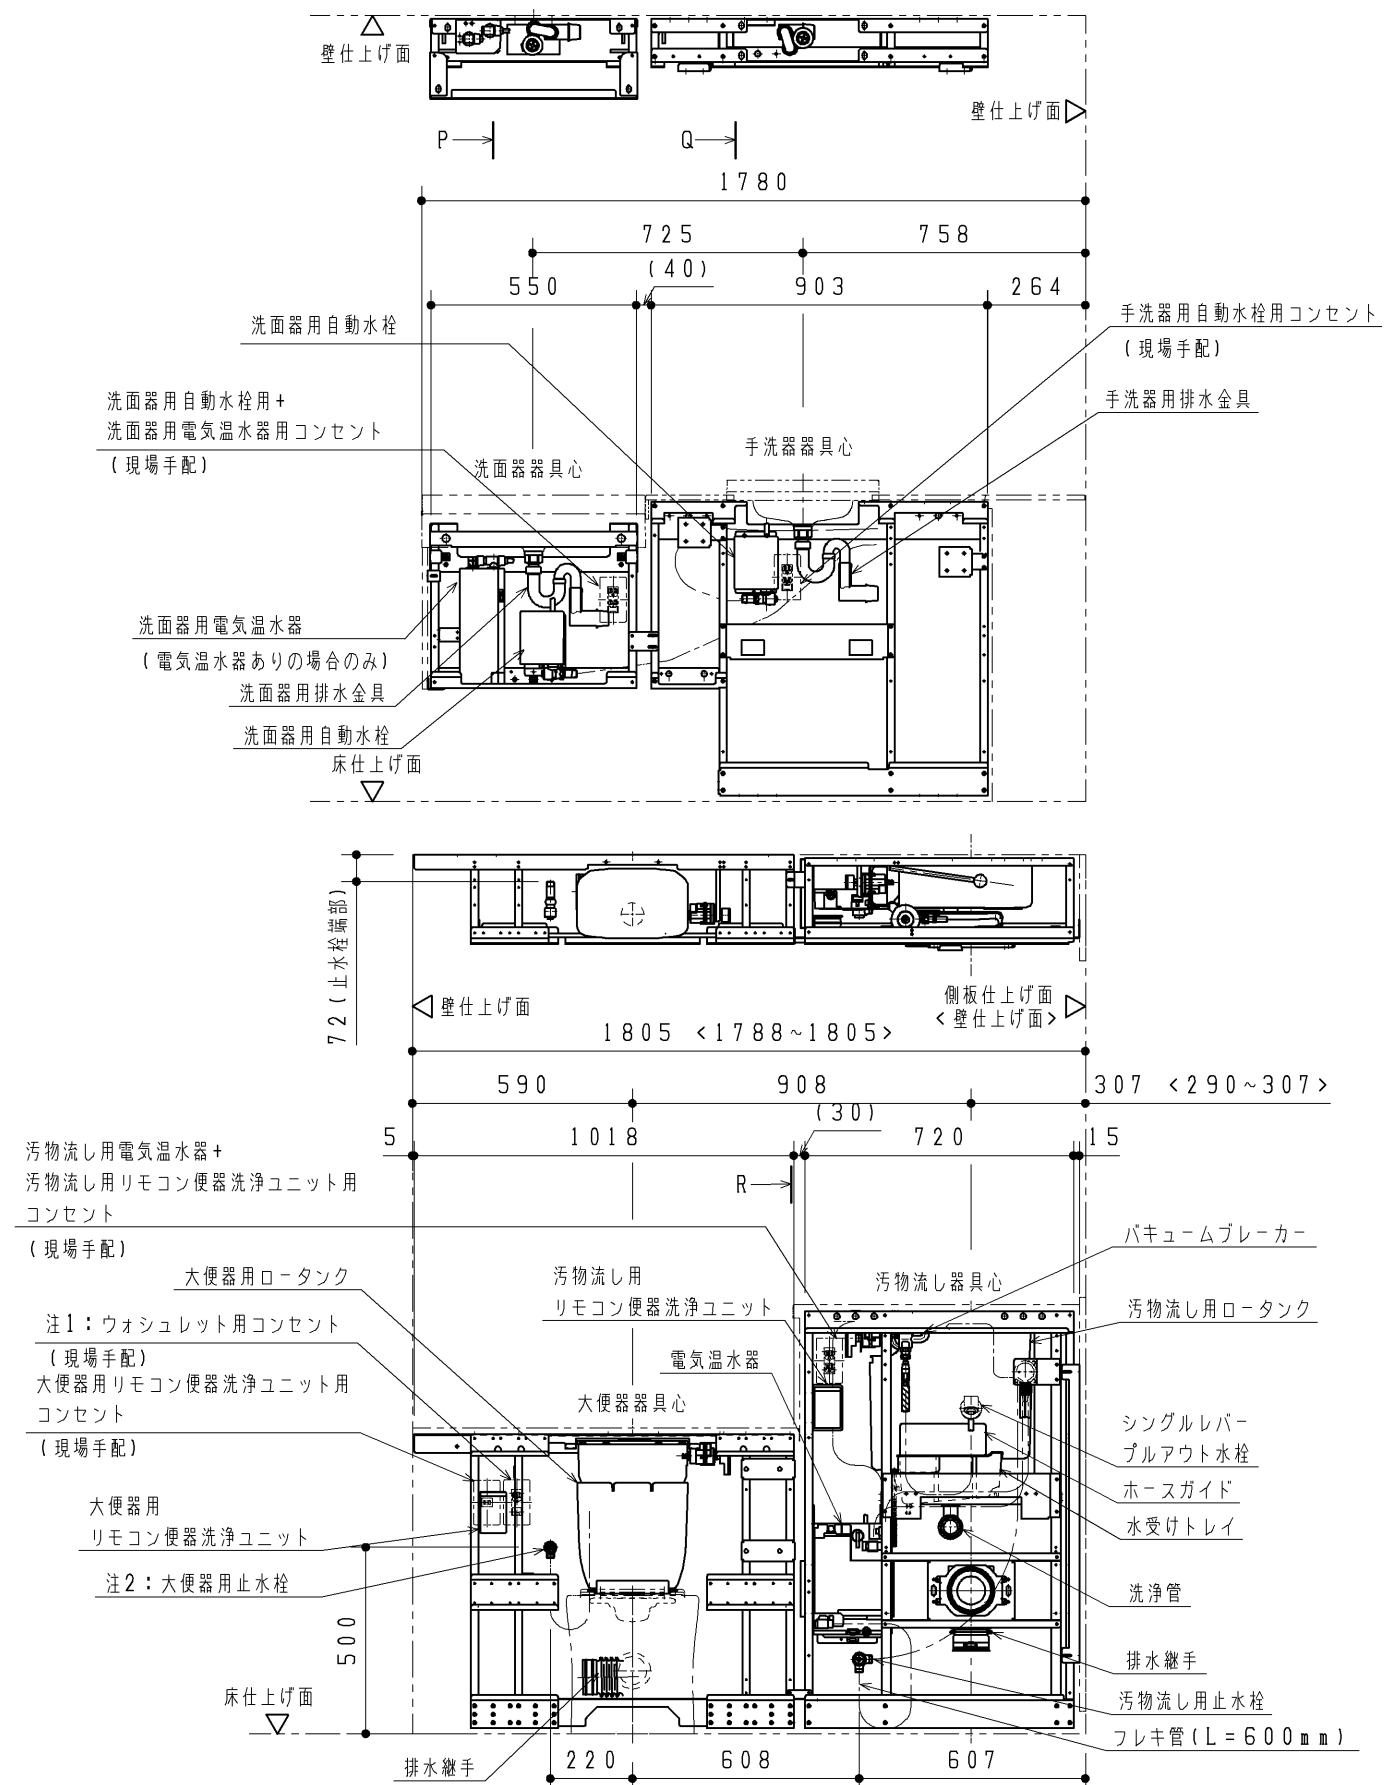 壁仕上げ面
壁仕上げ面
P
Q
1780
725
758
(40)
550
903
264
洗面器用自動水栓
手洗器用自動水栓用コンセント
(現場手配)
洗面器用自動水栓用+
洗面器用電気温水器用コンセント
(現場手配)
手洗器用排水金具
手洗器器具心
洗面器器具心
洗面器用電気温水器
(電気温水器ありの場合のみ)
洗面器用排水金具
洗面器用自動水栓
床仕上げ面
72(止水栓端部)
壁仕上げ面
側板仕上げ面
<壁仕上げ面>
1805 <1788~1805>
590
908
307 <290~307>
(30)
5
1018
720
15
汚物流し用電気温水器+
汚物流し用リモコン便器洗浄ユニット用
コンセント
(現場手配)
R
バキュームブレーカー
大便器用ロータンク
汚物流し用
リモコン便器洗浄ユニット
汚物流し器具心
汚物流し用ロータンク
注1:ウォシュレット用コンセント
(現場手配)
大便器用リモコン便器洗浄ユニット用
コンセント
(現場手配)
電気温水器
大便器器具心
シングルレバー
プルアウト水栓
ホースガイド
水受けトレイ
大便器用
リモコン便器洗浄ユニット
注2:大便器用止水栓
洗浄管
500
排水継手
床仕上げ面
汚物流し用止水栓
フレキ管(L=600mm)
排水継手
220
608
607